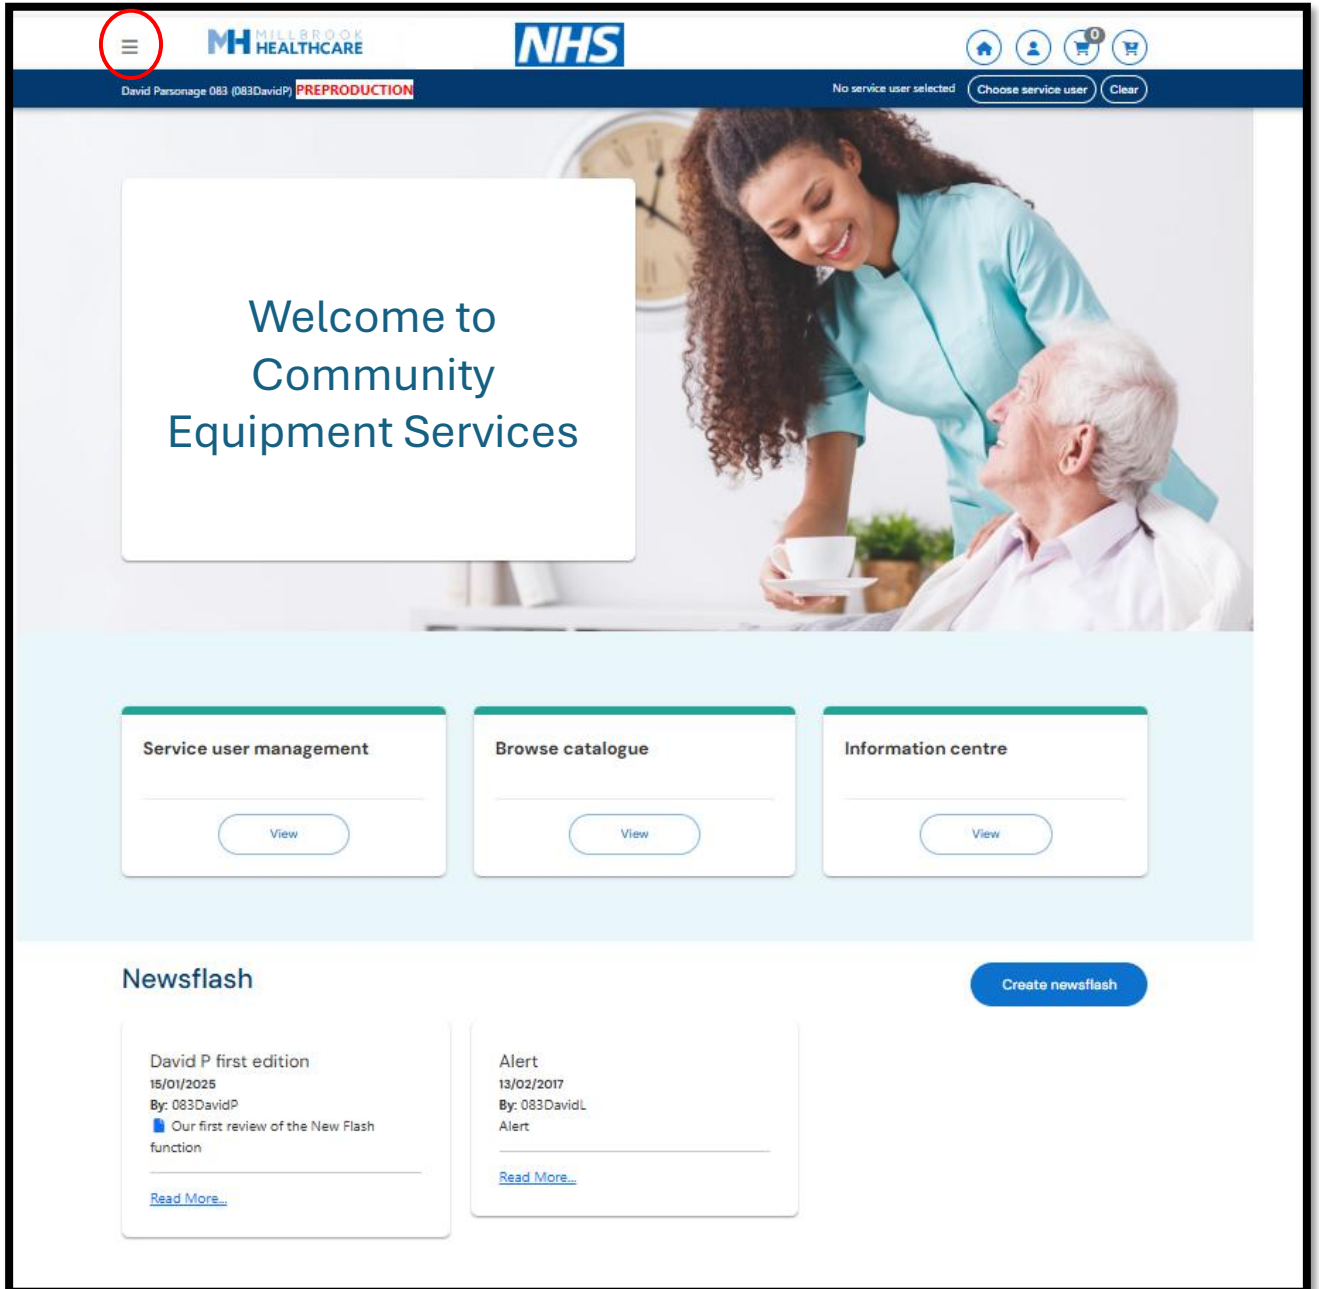 MH MILLBROOK
HEALTHCARE
NHS
0
David Parsonage 083 (083DavidP) PREPRODUCTION
No service user selected Choose service user Clear
Welcome to
Community
Equipment Services
Service user management
View
Browse catalogue
View
Information centre
View
Newsflash
Create newsflash
David P first edition
15/01/2025
By: 083DavidP
Our first review of the New Flash
function
Read More...
Alert
13/02/2017
By: 083DavidL
Alert
Read More...